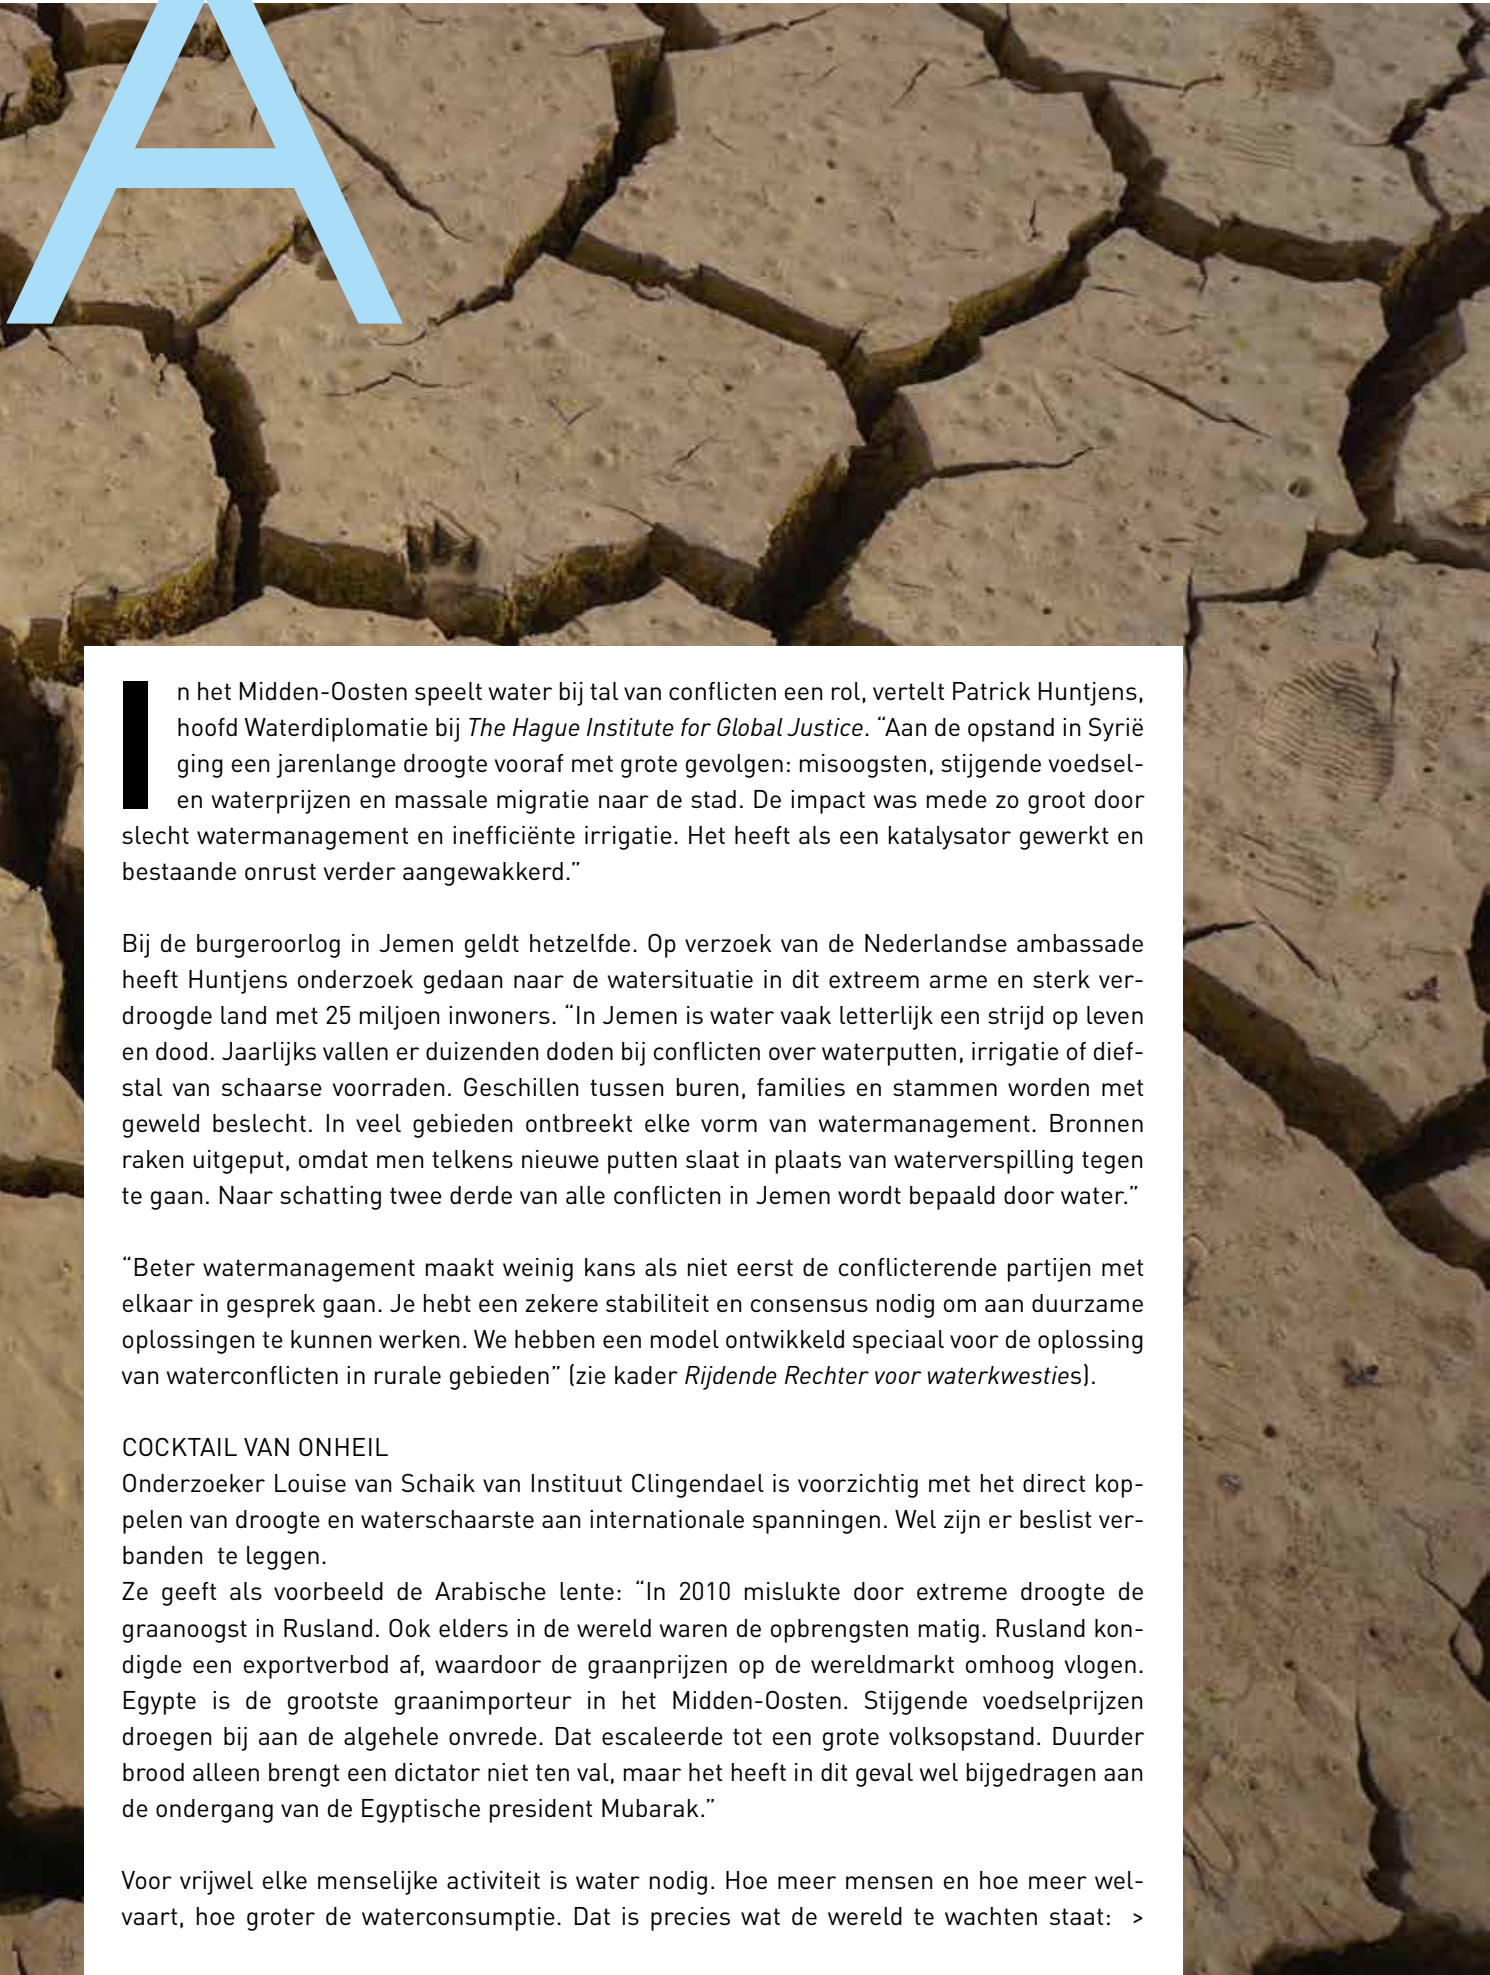 A
In het Midden-Oosten speelt water bij tal van conflicten een rol, vertelt Patrick Huntjens,
hoofd Waterdiplomatie bij The Hague Institute for Global Justice. “Aan de opstand in Syrië
ging een jarenlange droogte vooraf met grote gevolgen: misoogsten, stijgende voedsel-
en waterprijzen en massale migratie naar de stad. De impact was mede zo groot door
slecht watermanagement en inefficiënte irrigatie. Het heeft als een katalysator gewerkt en
bestaande onrust verder aangewakkerd.”
Bij de burgeroorlog in Jemen geldt hetzelfde. Op verzoek van de Nederlandse ambassade
heeft Huntjens onderzoek gedaan naar de watersituatie in dit extreem arme en sterk ver-
droogde land met 25 miljoen inwoners. “In Jemen is water vaak letterlijk een strijd op leven
en dood. Jaarlijks vallen er duizenden doden bij conflicten over waterputten, irrigatie of dief-
stal van schaarse voorraden. Geschillen tussen buren, families en stammen worden met
geweld beslecht. In veel gebieden ontbreekt elke vorm van watermanagement. Bronnen
raken uitgeput, omdat men telkens nieuwe putten slaat in plaats van waterverspilling tegen
te gaan. Naar schatting twee derde van alle conflicten in Jemen wordt bepaald door water.”
“Beter watermanagement maakt weinig kans als niet eerst de conflicterende partijen met
elkaar in gesprek gaan. Je hebt een zekere stabiliteit en consensus nodig om aan duurzame
oplossingen te kunnen werken. We hebben een model ontwikkeld speciaal voor de oplossing
van waterconflicten in rurale gebieden” (zie kader Rijdende Rechter voor waterkwesties).
COCKTAIL VAN ONHEIL
Onderzoeker Louise van Schaik van Instituut Clingendael is voorzichtig met het direct kop-
pelen van droogte en waterschaarste aan internationale spanningen. Wel zijn er beslist ver-
banden te leggen.
Ze geeft als voorbeeld de Arabische lente: “In 2010 mislukte door extreme droogte de
graanoogst in Rusland. Ook elders in de wereld waren de opbrengsten matig. Rusland kon-
digde een exportverbod af, waardoor de graanprijzen op de wereldmarkt omhoog vlogen.
Egypte is de grootste graanimporteur in het Midden-Oosten. Stijgende voedselprijzen
droegen bij aan de algehele onvrede. Dat escaleerde tot een grote volksopstand. Duurder
brood alleen brengt een dictator niet ten val, maar het heeft in dit geval wel bijgedragen aan
de ondergang van de Egyptische president Mubarak.”
Voor vrijwel elke menselijke activiteit is water nodig. Hoe meer mensen en hoe meer wel-
vaart, hoe groter de waterconsumptie. Dat is precies wat de wereld te wachten staat: >